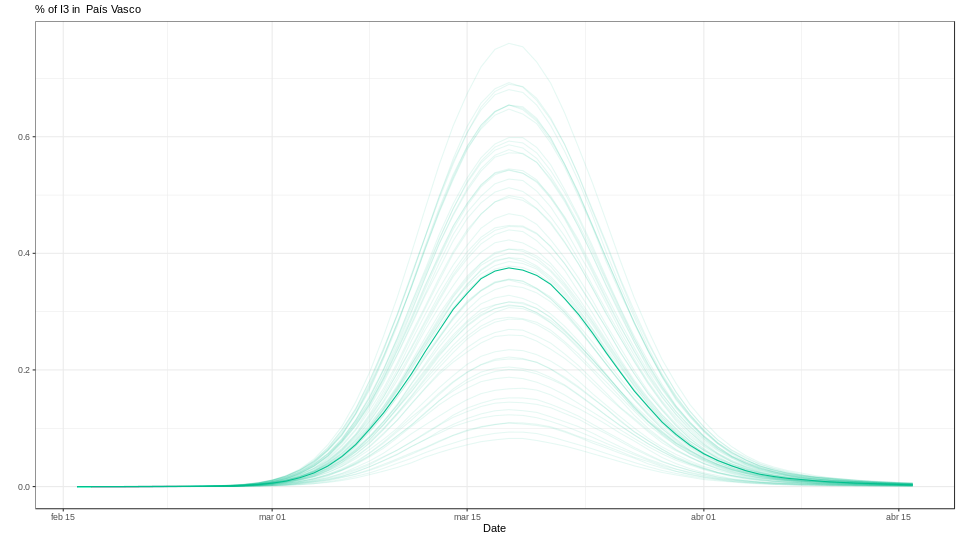 % of I3 in  País Vasco
0.6
0.4
0.2
0.0
feb 15
mar 01
mar 15
abr 01
abr 15
Date